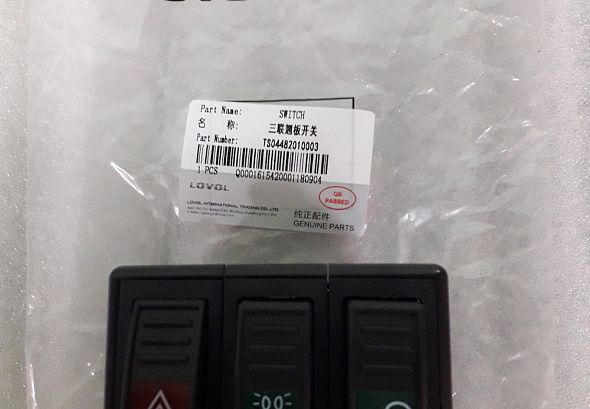 Part Name: SWITCH
名 称: 三联翘板开关
Part Number: TS04482010003
1 PCS Q0001615420001180904
LOVOL
QS
PASSED
LOVOL INTERNATIONAL TRADING CO., LTD.
纯正配件
GENUINE PARTS